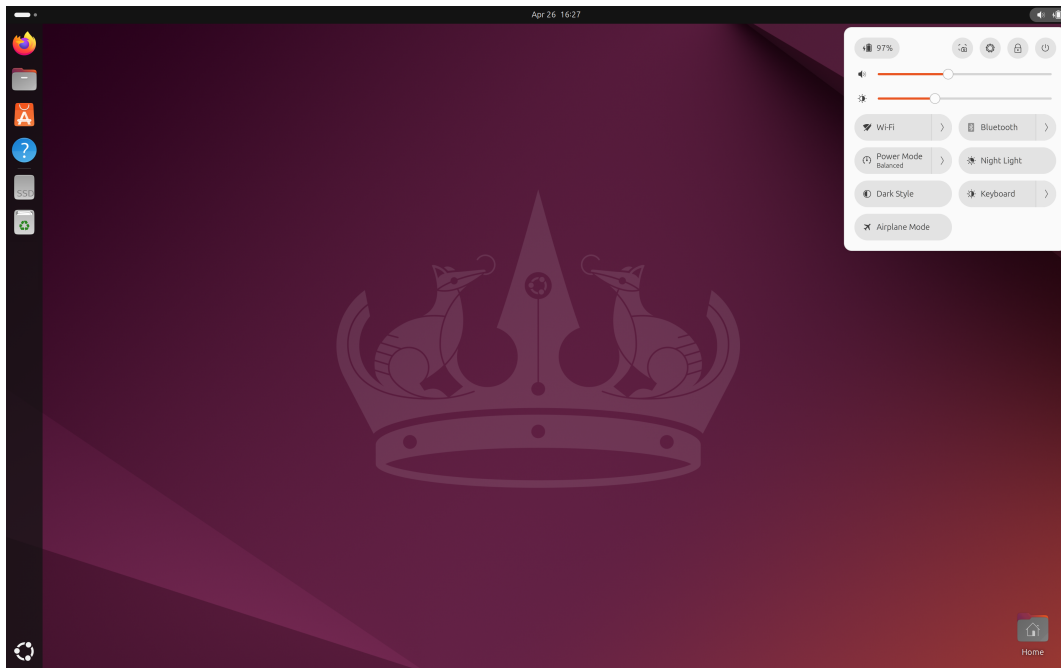 Apr 26 16:27
97%
Wi-Fi
Bluetooth
Power Mode
Balanced
Night Light
Dark Style
Keyboard
Airplane Mode
SSD
Home